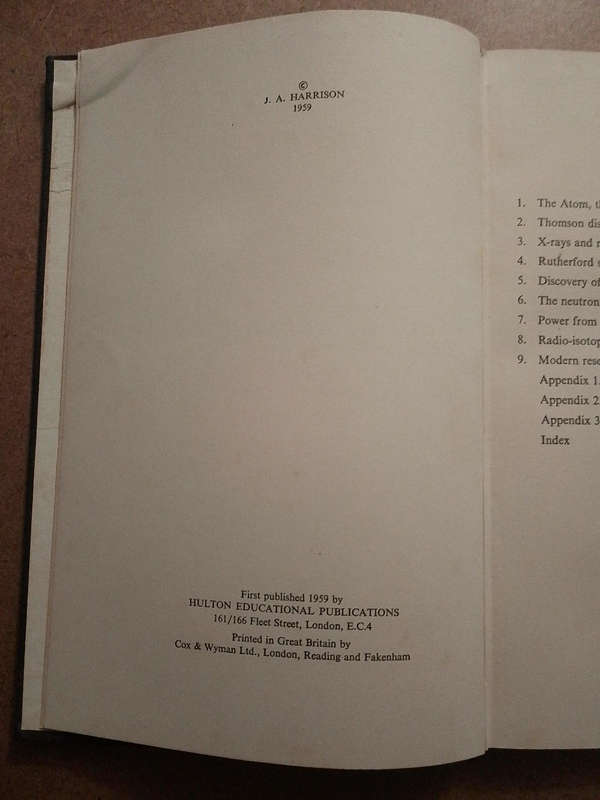 ©
J. A. HARRISON
1959
First published 1959 by
HULTON EDUCATIONAL PUBLICATIONS
161/166 Fleet Street, London, E.C.4
Printed in Great Britain by
Cox & Wyman Ltd., London, Reading and Fakenham
1. The Atom,
2. Thomson
3. X-rays and
4. Rutherford
5. Discovery of
6. The neutron
7. Power from
8.
9. Modern
Appendix 1.
Appendix 2
Appendix 3
Index